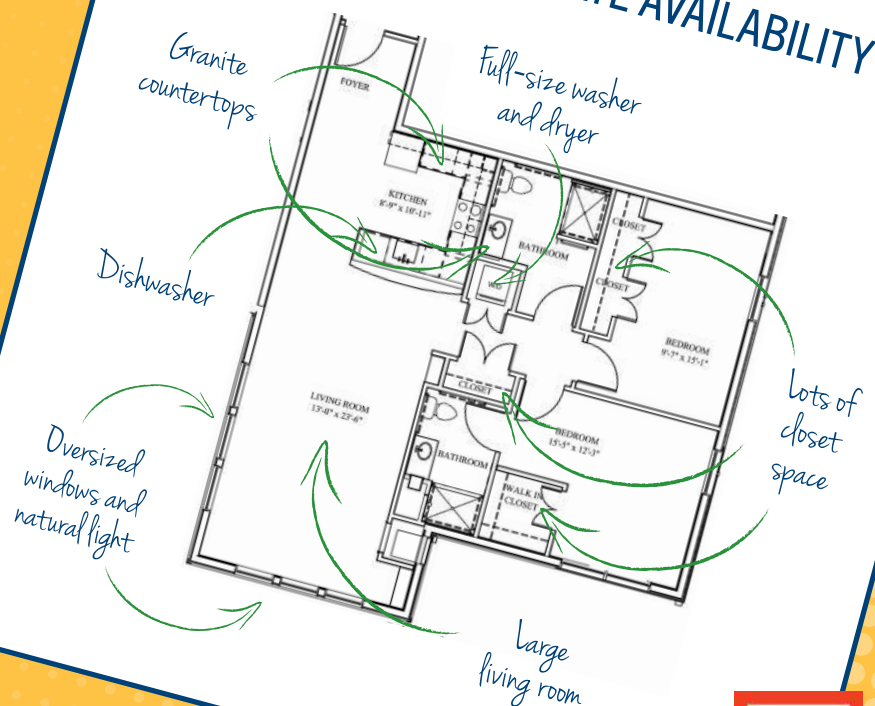 AVAILABILITY
Granite
countertops
Full-size washer
and dryer
FOYER
KITCHEN
8'-9" x 10'-11"
Dishwasher
BATHROOM
W/D
CLOSET
CLOSET
BEDROOM
9'-7" x 15'-1"
LIVING ROOM
13'-0" x 23'-6"
CLOSET
BEDROOM
15'-5" x 12'-3"
BATHROOM
WALK IN
CLOSET
Lots of
closet
space
Oversized
windows and
natural light
Large
living room